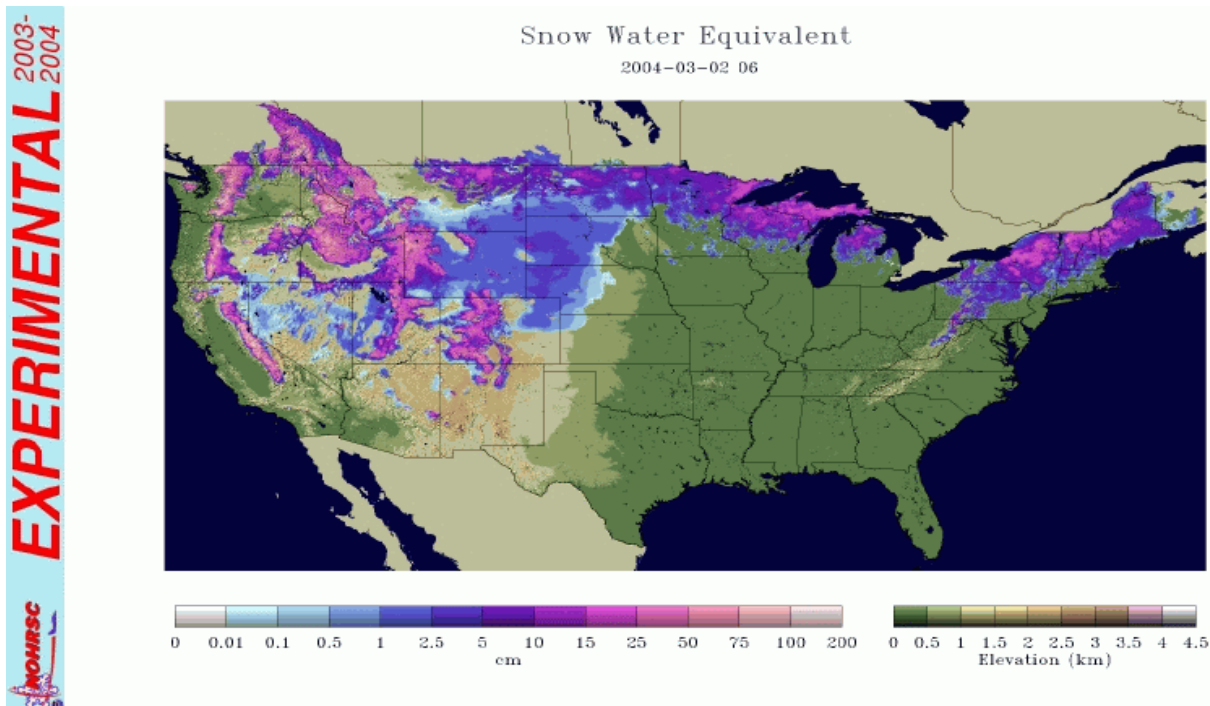 EXPERIMENTAL 2003-
2004
NOHRSC
Snow Water Equivalent
2004-03-02 06
0 0.01 0.1 0.5 1 2.5 5 10 15 25 50 75 100 200
cm
0 0.5 1 1.5 2 2.5 3 3.5 4 4.5
Elevation (km)